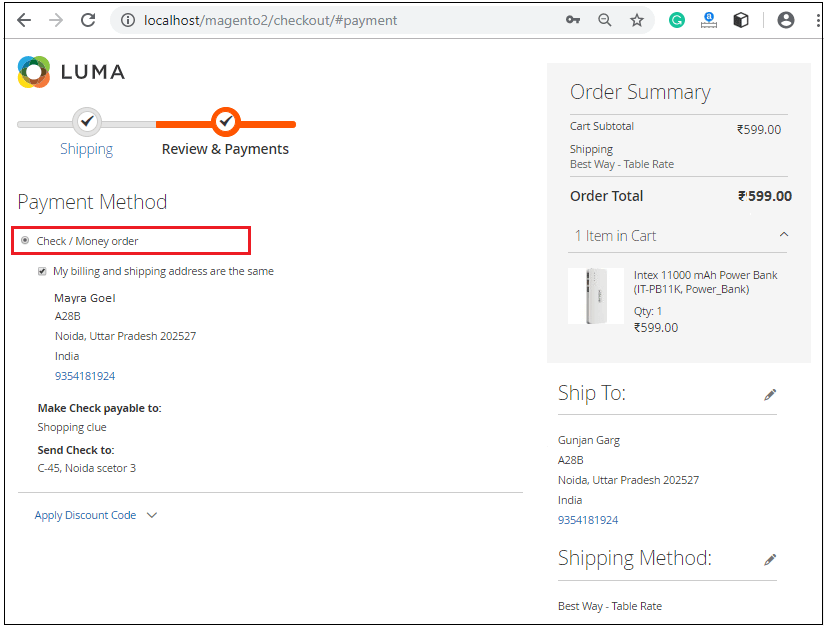 localhost/magento2/checkout/#payment
LUMA
Shipping
Review & Payments
Payment Method
Check / Money order
My billing and shipping address are the same
Mayra Goel
A28B
Noida, Uttar Pradesh 202527
India
9354181924
Make Check payable to:
Shopping clue
Send Check to:
C-45, Noida scetor 3
Apply Discount Code
Order Summary
Cart Subtotal ₹599.00
Shipping
Best Way - Table Rate
Order Total ₹599.00
1 Item in Cart
Intex 11000 mAh Power Bank
(IT-PB11K, Power_Bank)
Qty: 1
₹599.00
Ship To:
Gunjan Garg
A28B
Noida, Uttar Pradesh 202527
India
9354181924
Shipping Method:
Best Way - Table Rate